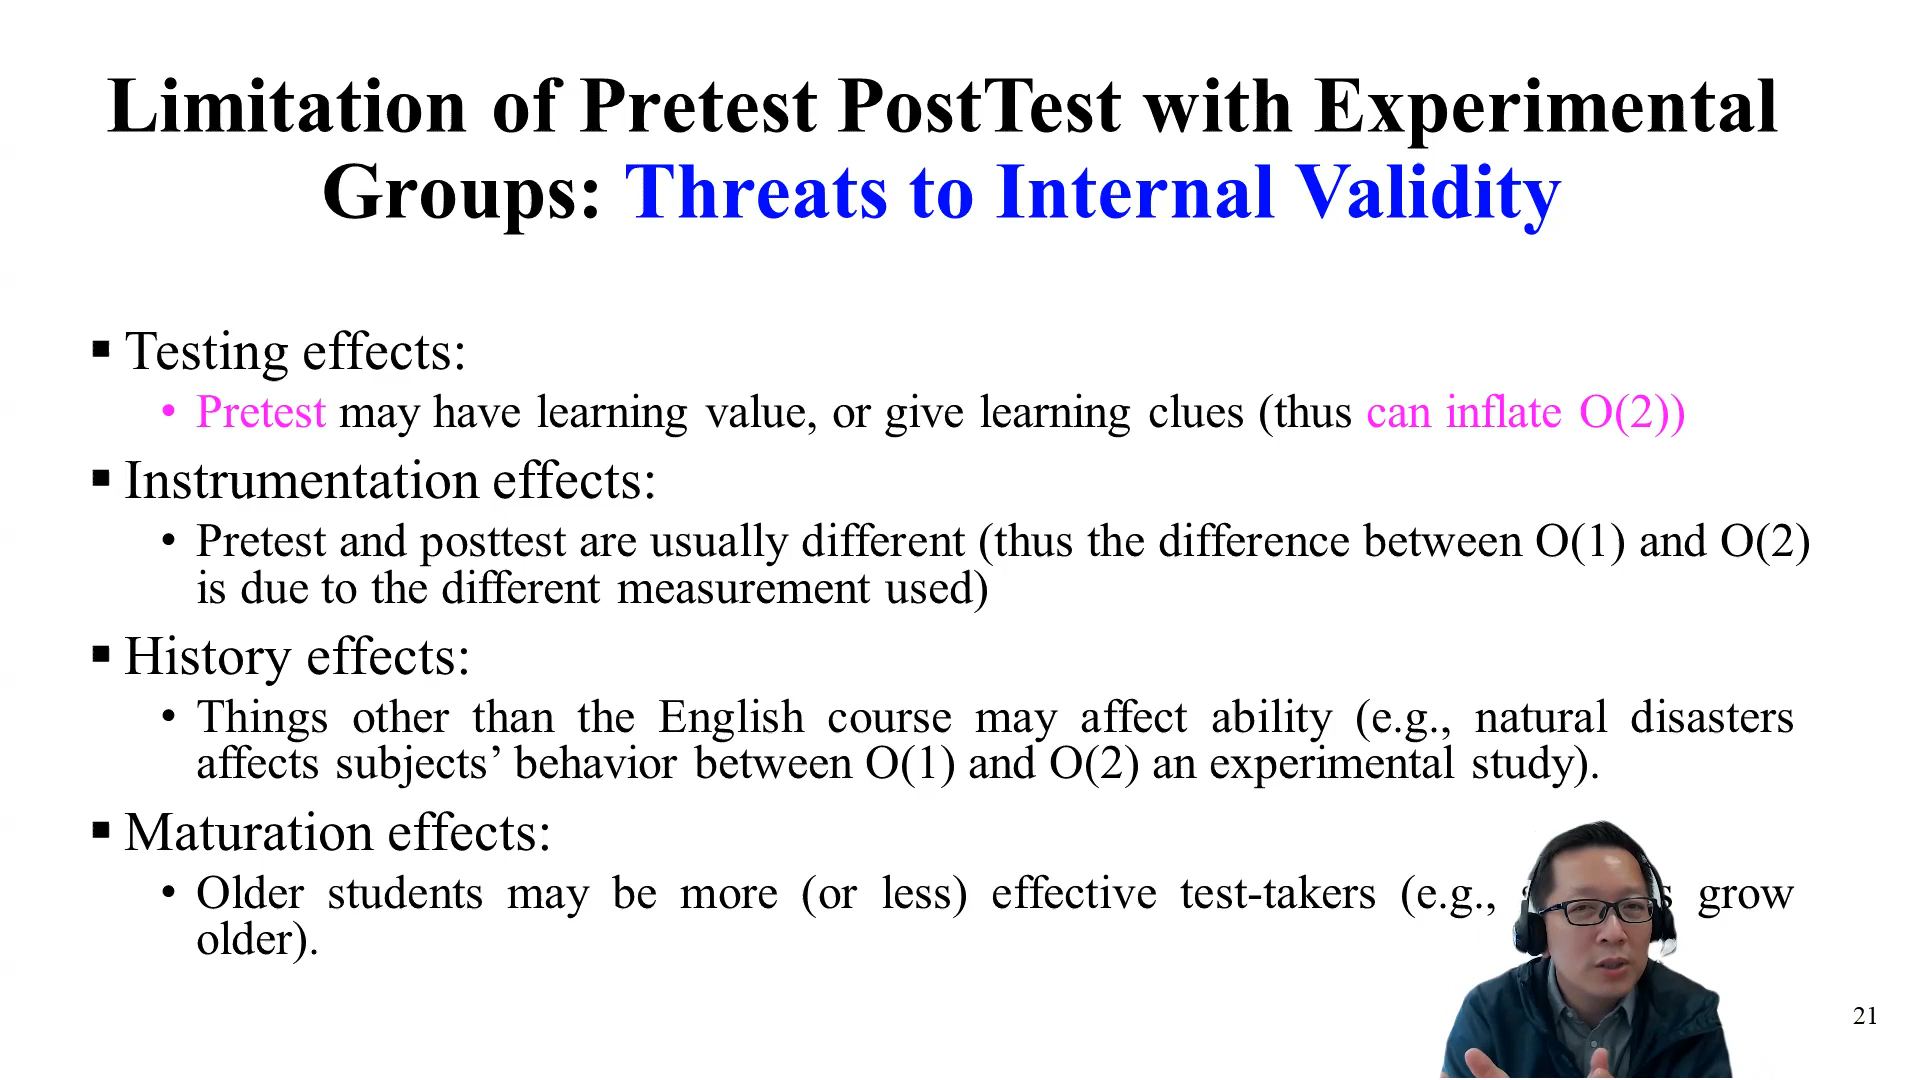 Limitation of Pretest PostTest with Experimental
Groups: Threats to Internal Validity
▪ Testing effects:
• Pretest may have learning value, or give learning clues (thus can inflate O(2))
▪ Instrumentation effects:
• Pretest and posttest are usually different (thus the difference between O(1) and O(2)
is due to the different measurement used)
▪ History effects:
• Things other than the English course may affect ability (e.g., natural disasters
affects subjects’ behavior between O(1) and O(2) an experimental study).
▪ Maturation effects:
• Older students may be more (or less) effective test-takers (e.g., grow
older).
21